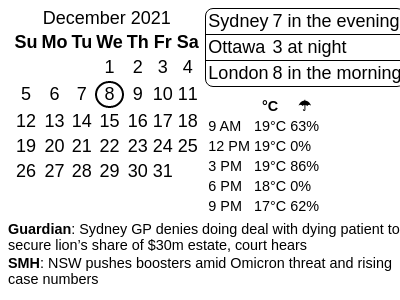 December 2021
Su Mo Tu We Th Fr Sa
1 2 3 4
5 6 7 8 9 10 11
12 13 14 15 16 17 18
19 20 21 22 23 24 25
26 27 28 29 30 31
Sydney 7 in the evening
Ottawa 3 at night
London 8 in the morning
°C ☂
9 AM 19°C 63%
12 PM 19°C 0%
3 PM 19°C 86%
6 PM 18°C 0%
9 PM 17°C 62%
Guardian: Sydney GP denies doing deal with dying patient to
secure lion’s share of $30m estate, court hears
SMH: NSW pushes boosters amid Omicron threat and rising
case numbers